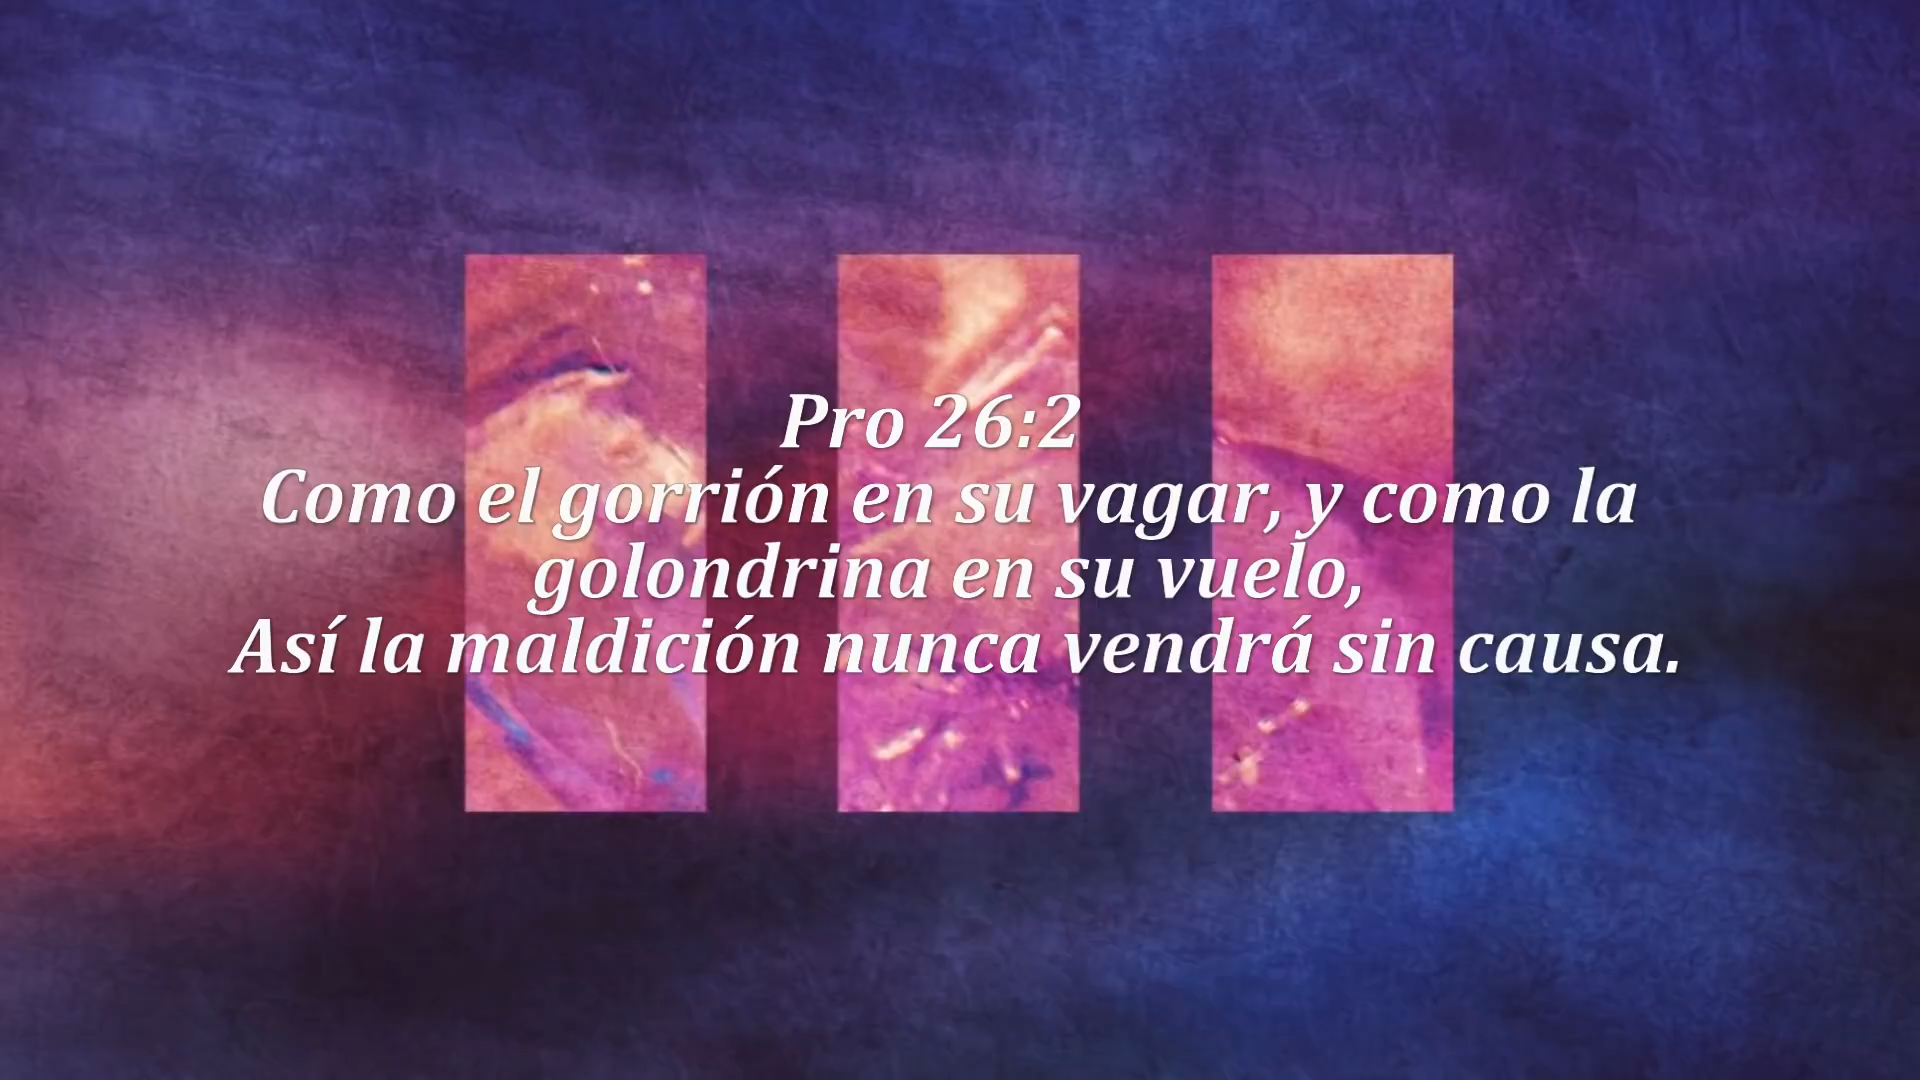 Pro 26:2
Como el gorrión en su vagar, y como la
golondrina en su vuelo,
Así la maldición nunca vendrá sin causa.